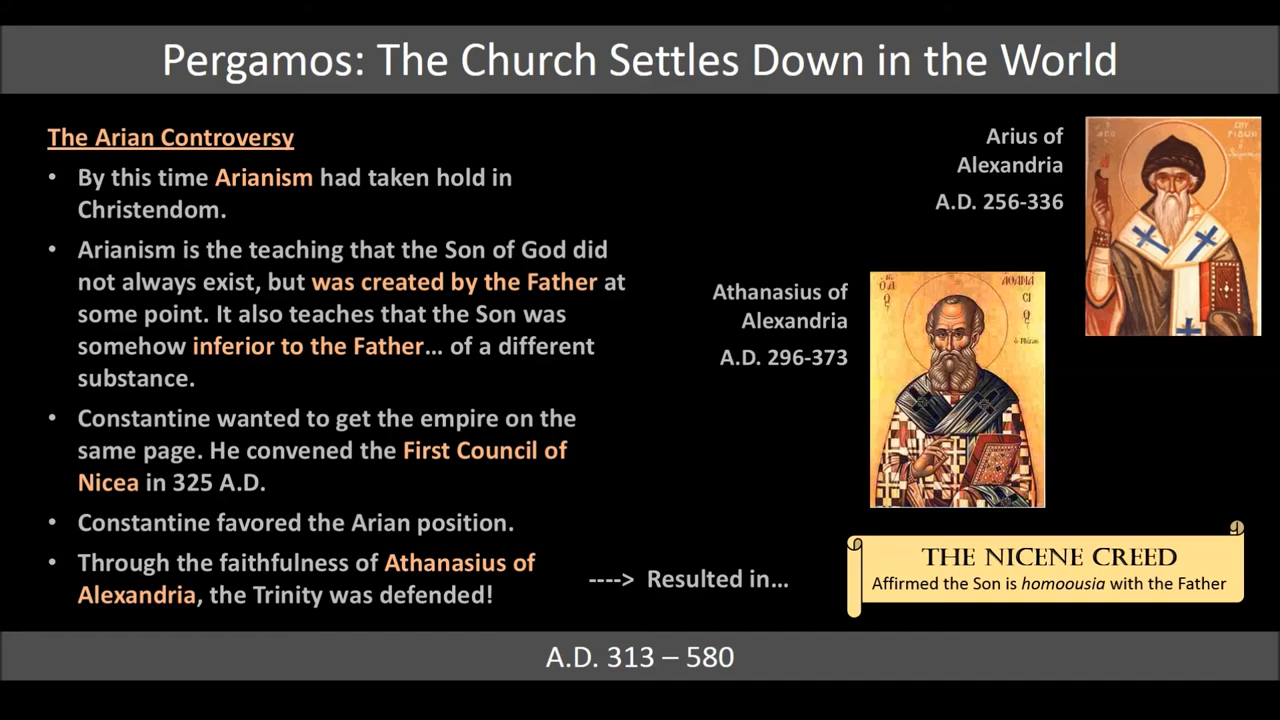 Pergamos: The Church Settles Down in the World
The Arian Controversy
• By this time Arianism had taken hold in
Christendom.
• Arianism is the teaching that the Son of God did
not always exist, but was created by the Father at
some point. It also teaches that the Son was
somehow inferior to the Father… of a different
substance.
• Constantine wanted to get the empire on the
same page. He convened the First Council of
Nicea in 325 A.D.
• Constantine favored the Arian position.
• Through the faithfulness of Athanasius of
Alexandria, the Trinity was defended!
----> Resulted in…
Arius of
Alexandria
A.D. 256-336
Athanasius of
Alexandria
A.D. 296-373
THE NICENE CREED
Affirmed the Son is homoousia with the Father
A.D. 313 – 580